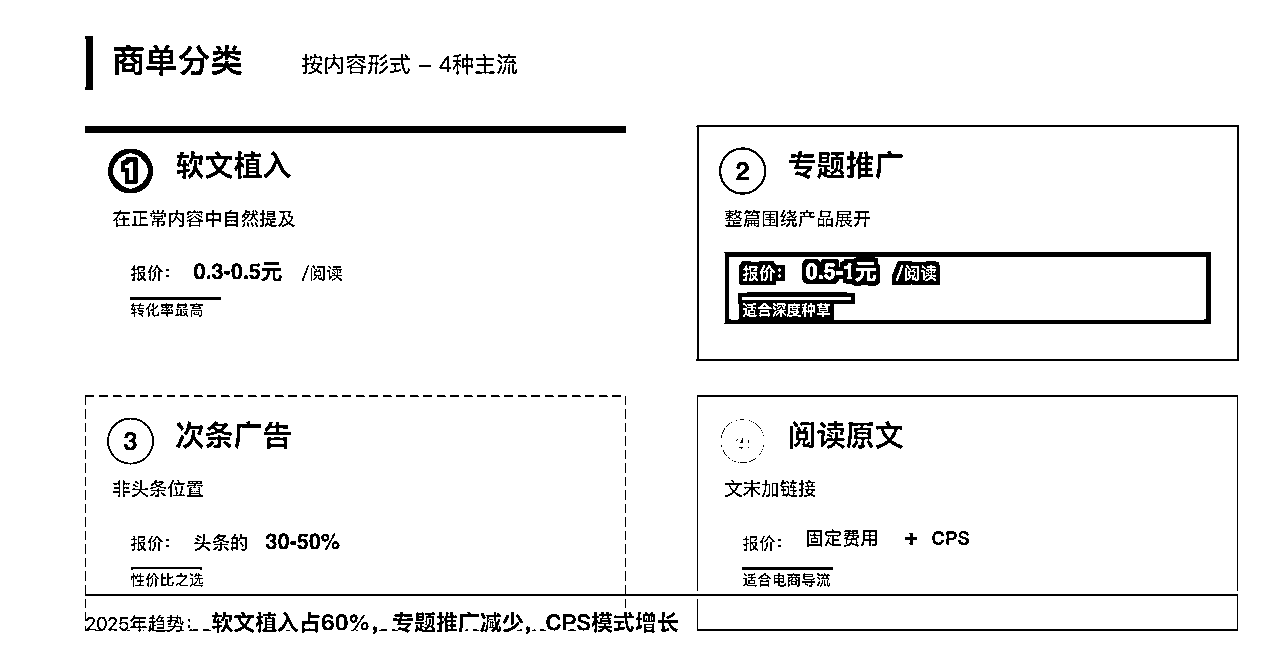 商单分类 按内容形式 – 4种主流
① 软文植入
在正常内容中自然提及
报价： 0.3-0.5元 /阅读
转化率最高
② 专题推广
整篇围绕产品展开
报价： 0.5-1元 /阅读
适合深度种草
③ 次条广告
非头条位置
报价： 头条的 30-50%
性价比之选
④ 阅读原文
文末加链接
报价： 固定费用 + CPS
适合电商导流
2025年趋势： 软文植入占60%，专题推广减少，CPS模式增长